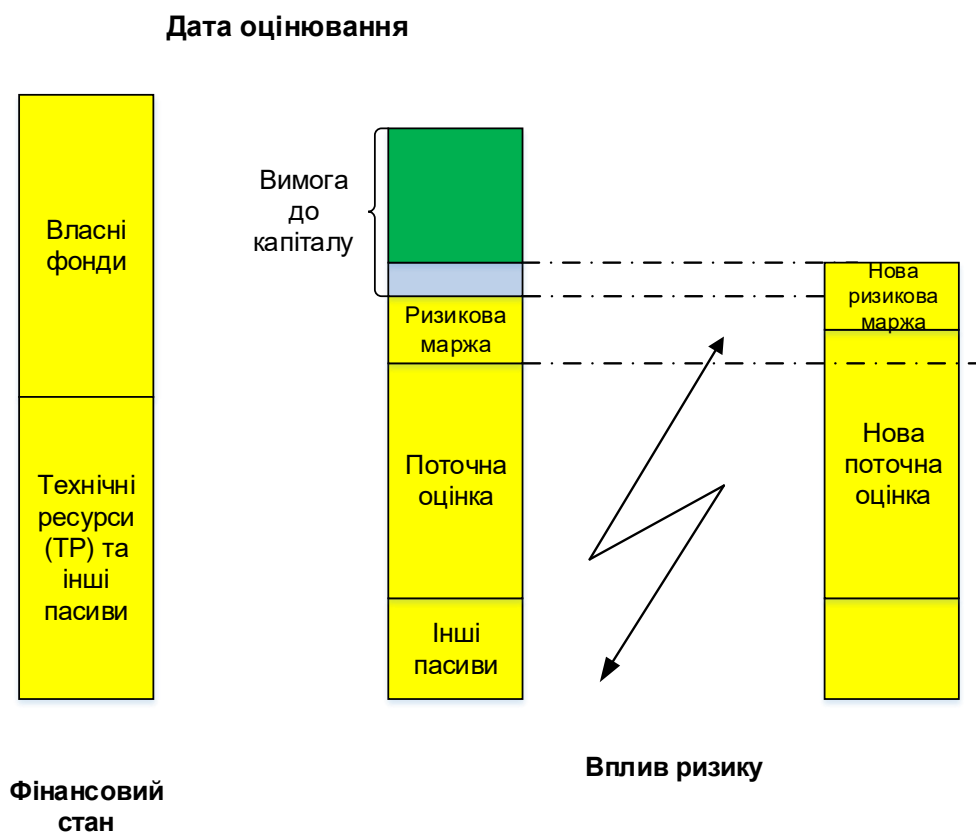 Дата оцінювання
Власні
фонди
Технічні
ресурси
(ТР) та
інші
пасиви
Вимога
до
капіталу
Ризикова
маржа
Поточна
оцінка
Інші
пасиви
Нова
ризикова
маржа
Нова
поточна
оцінка
Вплив ризику
Фінансовий
стан